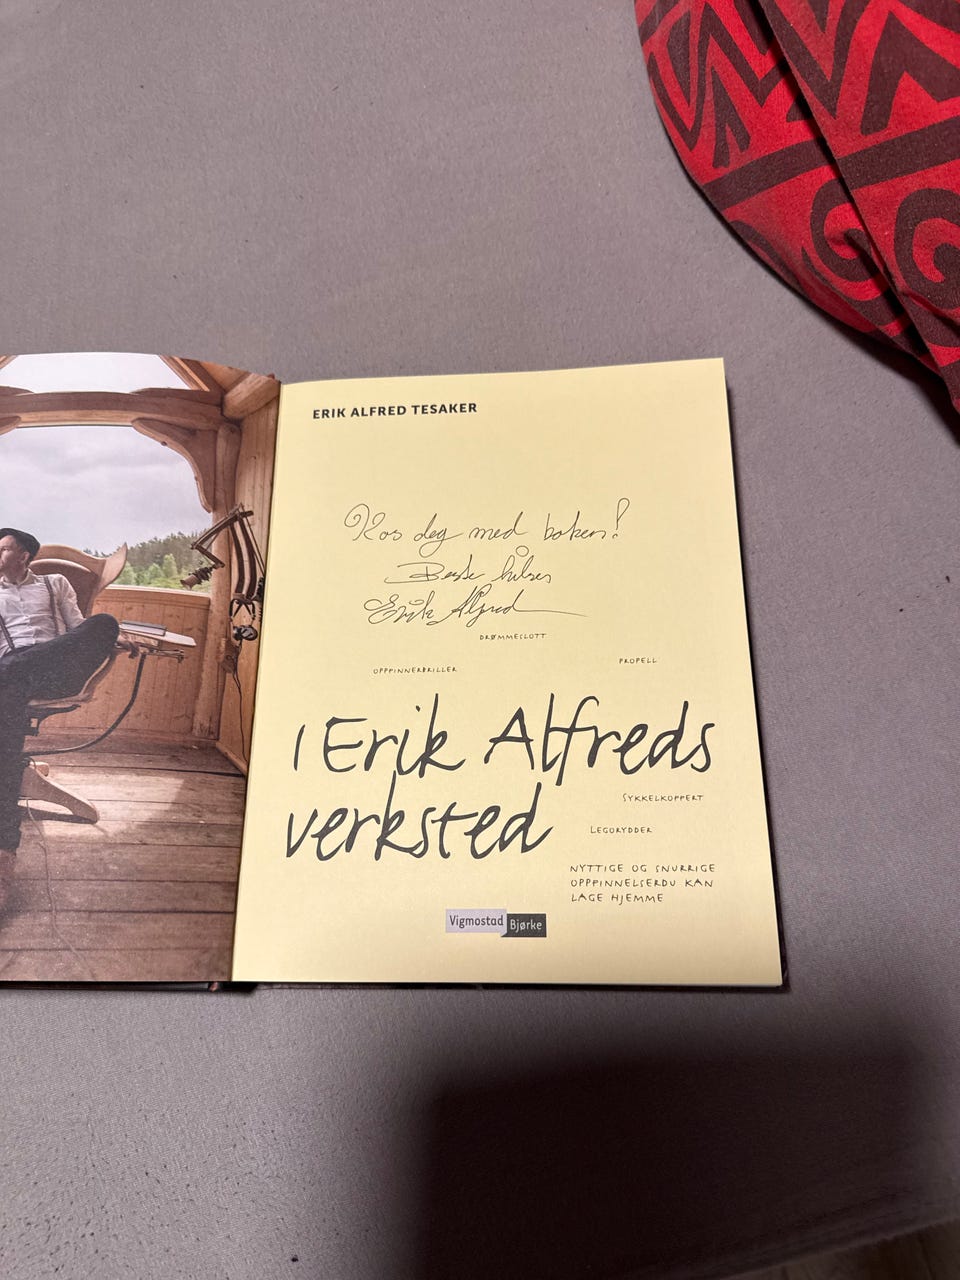 ERIK ALFRED TESAKER
Kos deg med boken!
Beste hilsen
Erik Alfred
DRØMMESLOTT
PROPELL
OPPFINNERBRILLER
I Erik Alfreds
verksted
SYKKELKOPPERT
LEGORYDDER
NYTTIGE OG SNURRIGE
OPPFINNELSERDU KAN
LAGE HJEMME
Vigmostad Bjørke